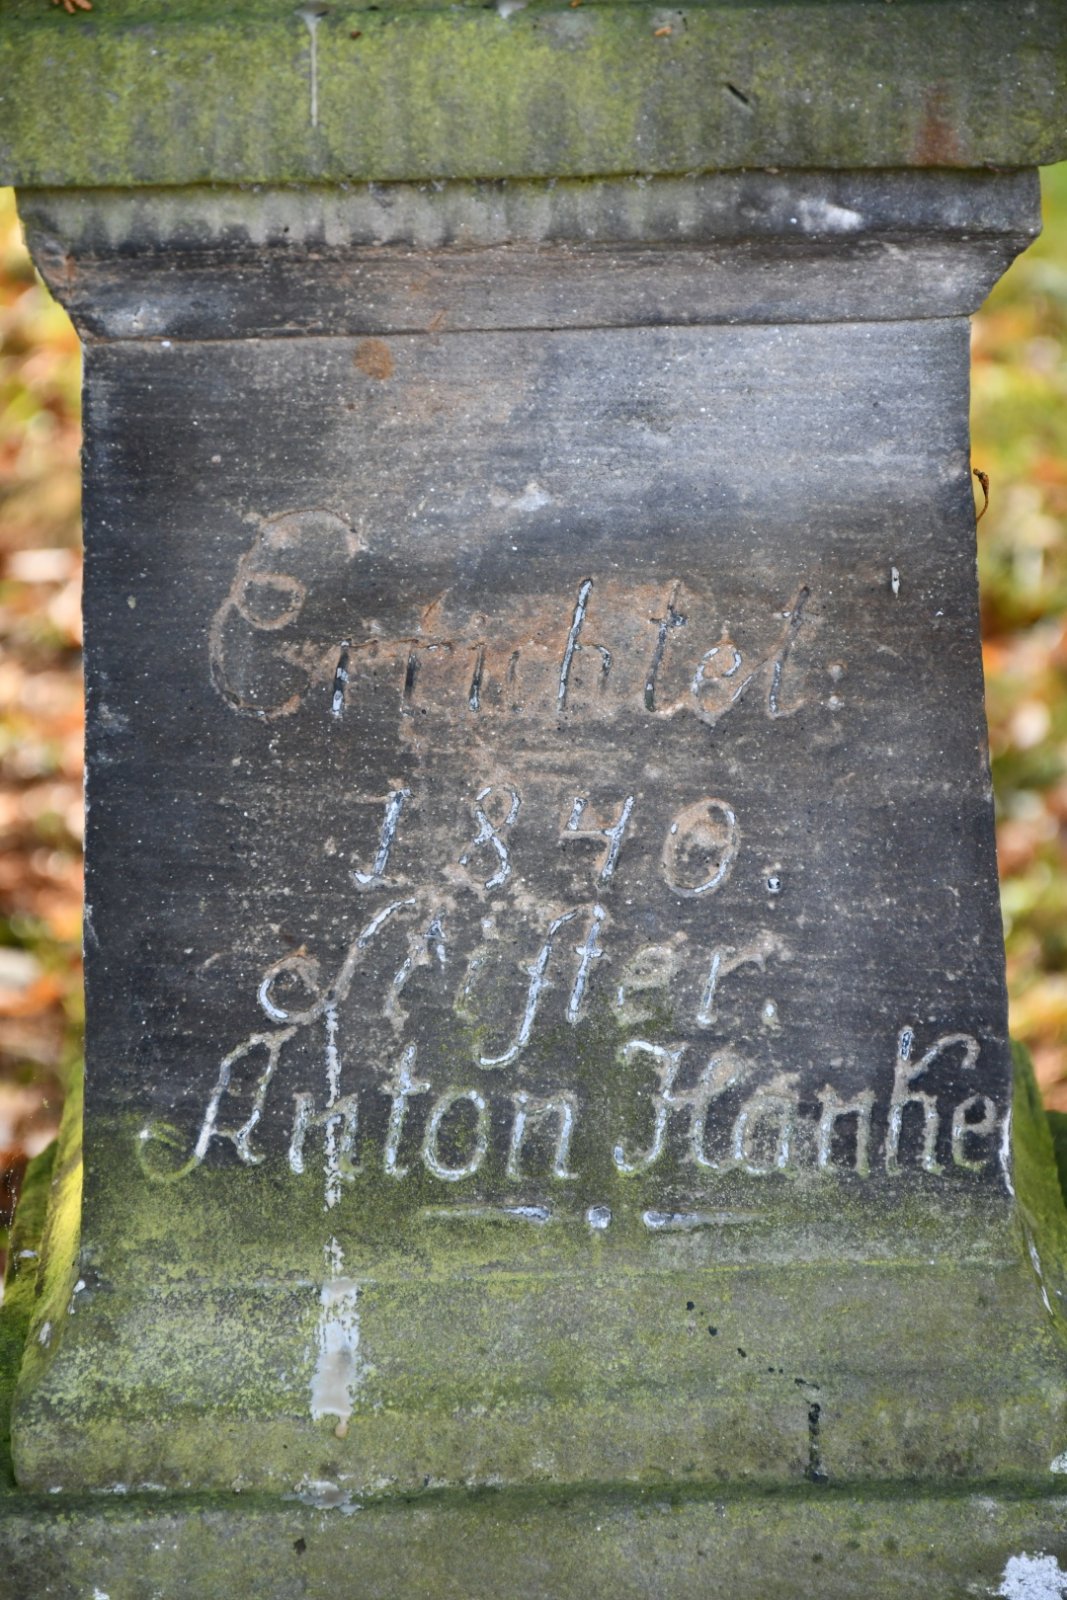 Errichtet.
1840.
Stifter.
Anton Hanke